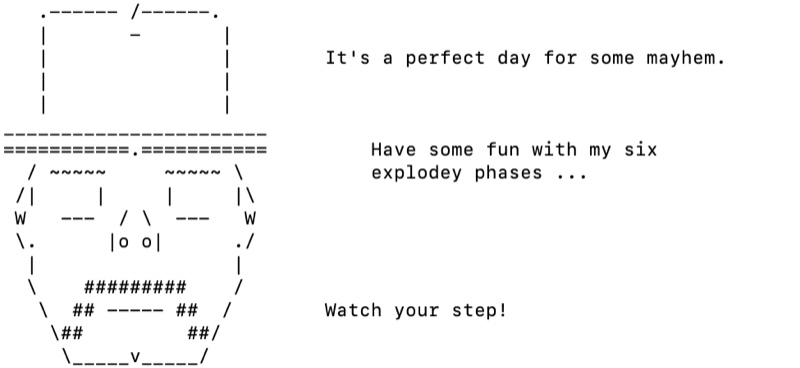 It's a perfect day for some mayhem.
Have some fun with my six
explodey phases ...
Watch your step!